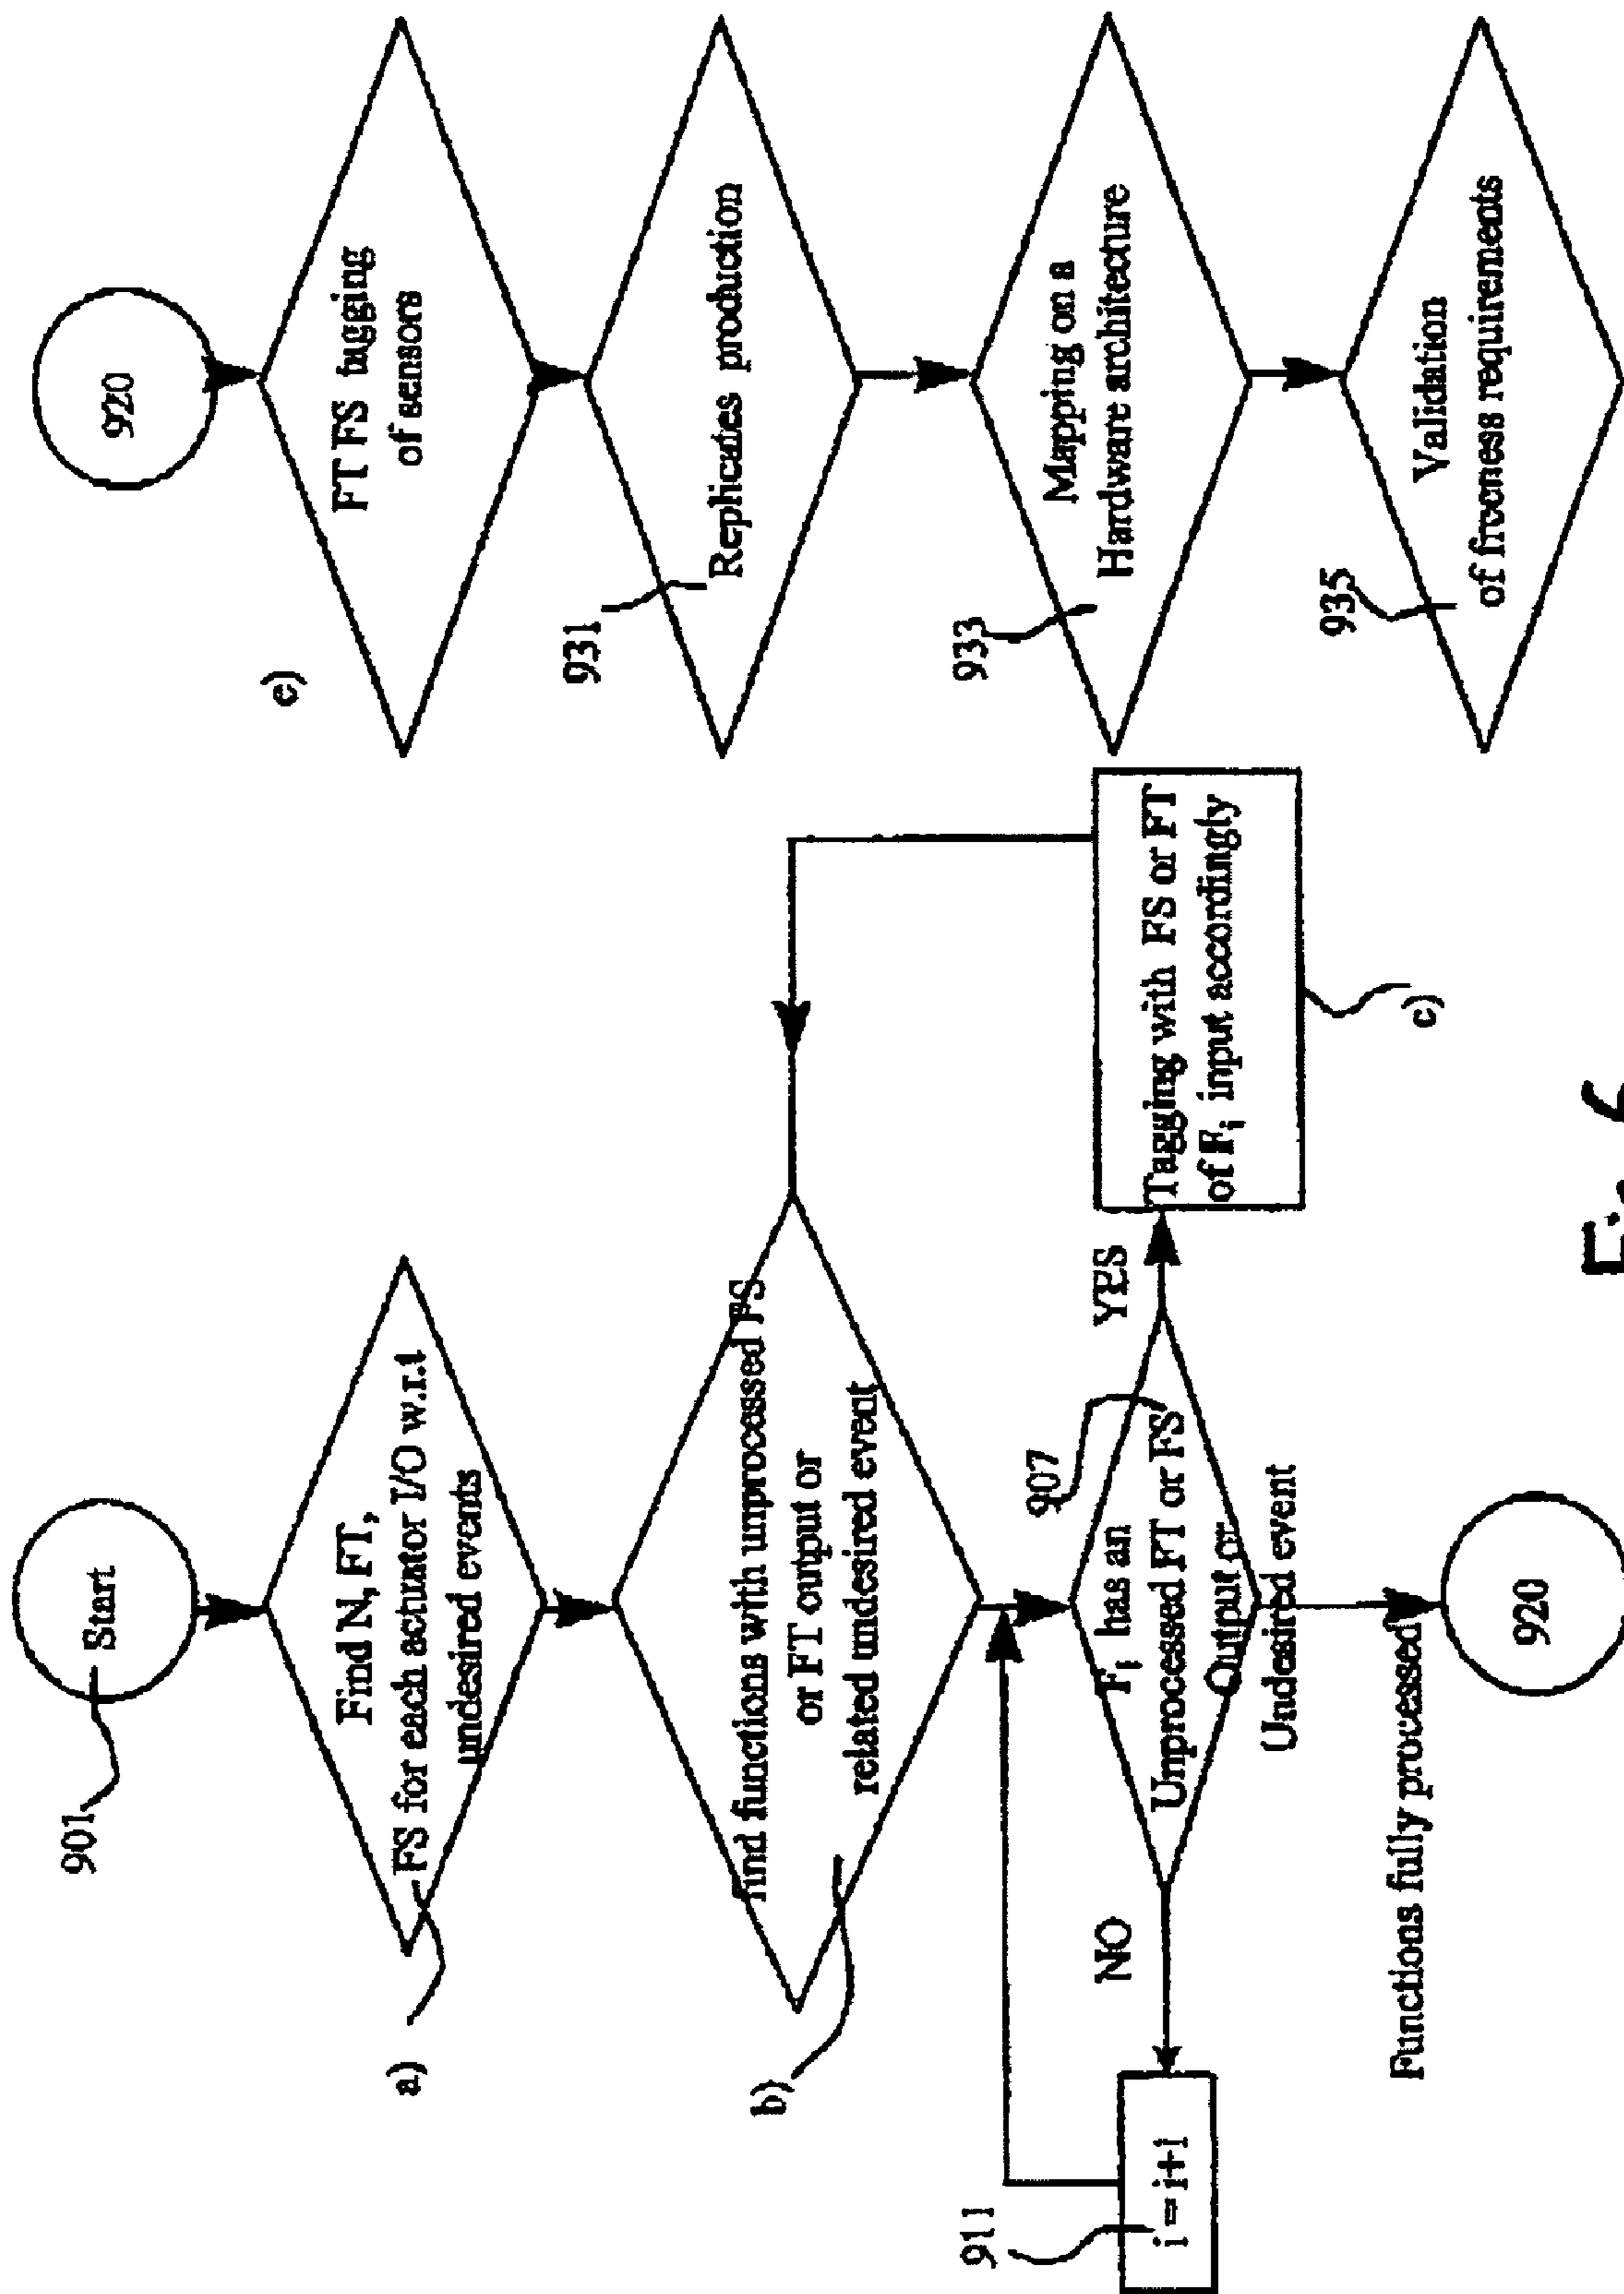 901
Start
a)
Find N, FT,
FS for each actuator I/O w.r.t
undesired events
b)
find functions with unprocessed FS
or FT output or
related undesired event
911
i = i+i
NO
907
Fi has an
Unprocessed FT or FS
Output or
Undesired event
YES
Tagging with FS or FT
of Fi input accordingly
c)
Functions fully processed
920
920
e)
FT FS tagging
of sensors
931
Replicates production
933
Mapping on a
Hardware architecture
935
Validation
of freeness requirements
Fig. 6